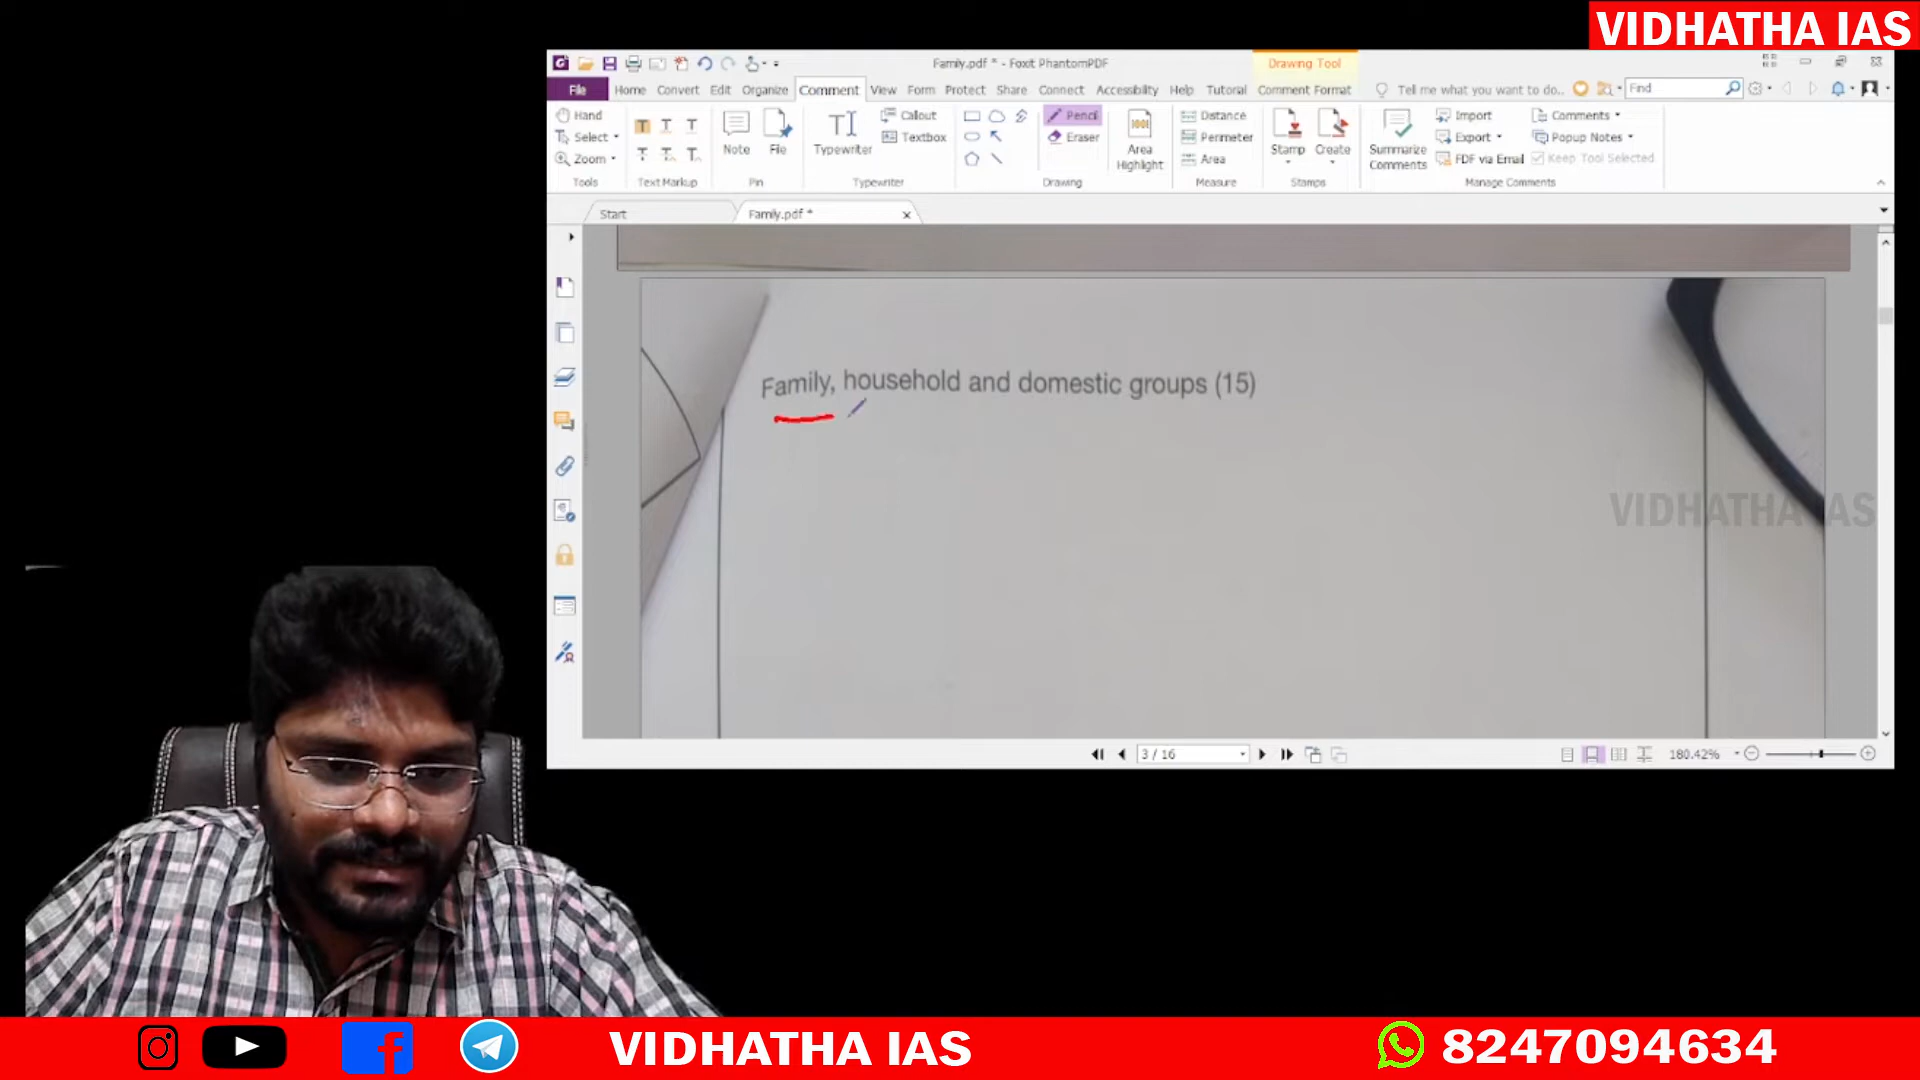 VIDHATHA IAS
Family.pdf * - Foxit PhantomPDF
Drawing Tool
File Home Convert Edit Organize Comment View Form Protect Share Connect Accessibility Help Tutorial Comment Format Tell me what you want to do.. Find
Hand
Select
Zoom
Tools
Text Markup
Note
File
Pin
Typewriter
Callout
Textbox
Typewriter
Pencil
Eraser
Area Highlight
Drawing
Distance
Perimeter
Area
Measure
Stamp
Create
Stamps
Summarize Comments
Import
Export
FDF via Email
Comments
Popup Notes
Keep Tool Selected
Manage Comments
Start
Family.pdf *
Family, household and domestic groups (15)
VIDHATHA IAS
3 / 16
180.42%
VIDHATHA IAS
8247094634